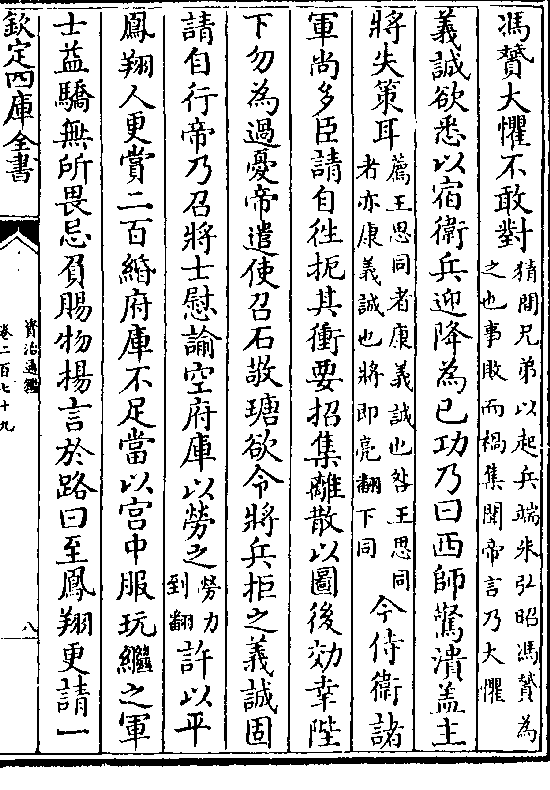 馮贇大懼不敢對猜間兄弟以起兵端朱弘昭馮贇為之也事敗而禍集聞帝言乃大懼
義誠欲悉以宿衛兵迎降為已功乃曰西師驚潰盖主
將失策耳薦王思同者康義誠也咎王思同者亦康義誠也將即亮翻下同今侍衛諸
軍尚多臣請自往扼其衝要招集離散以圖後効幸陛
下勿為過憂帝遣使召石敬瑭欲令將兵拒之義誠固
請自行帝乃召將士慰諭空府庫以勞之勞力到翻許以平
鳳翔人更賞二百緡府庫不足當以宮中服玩繼之軍
士益驕無所畏忌負賜物揚言於路曰至鳳翔更請一
欽定四庫全書
資治通鑑
卷二百七十九
八